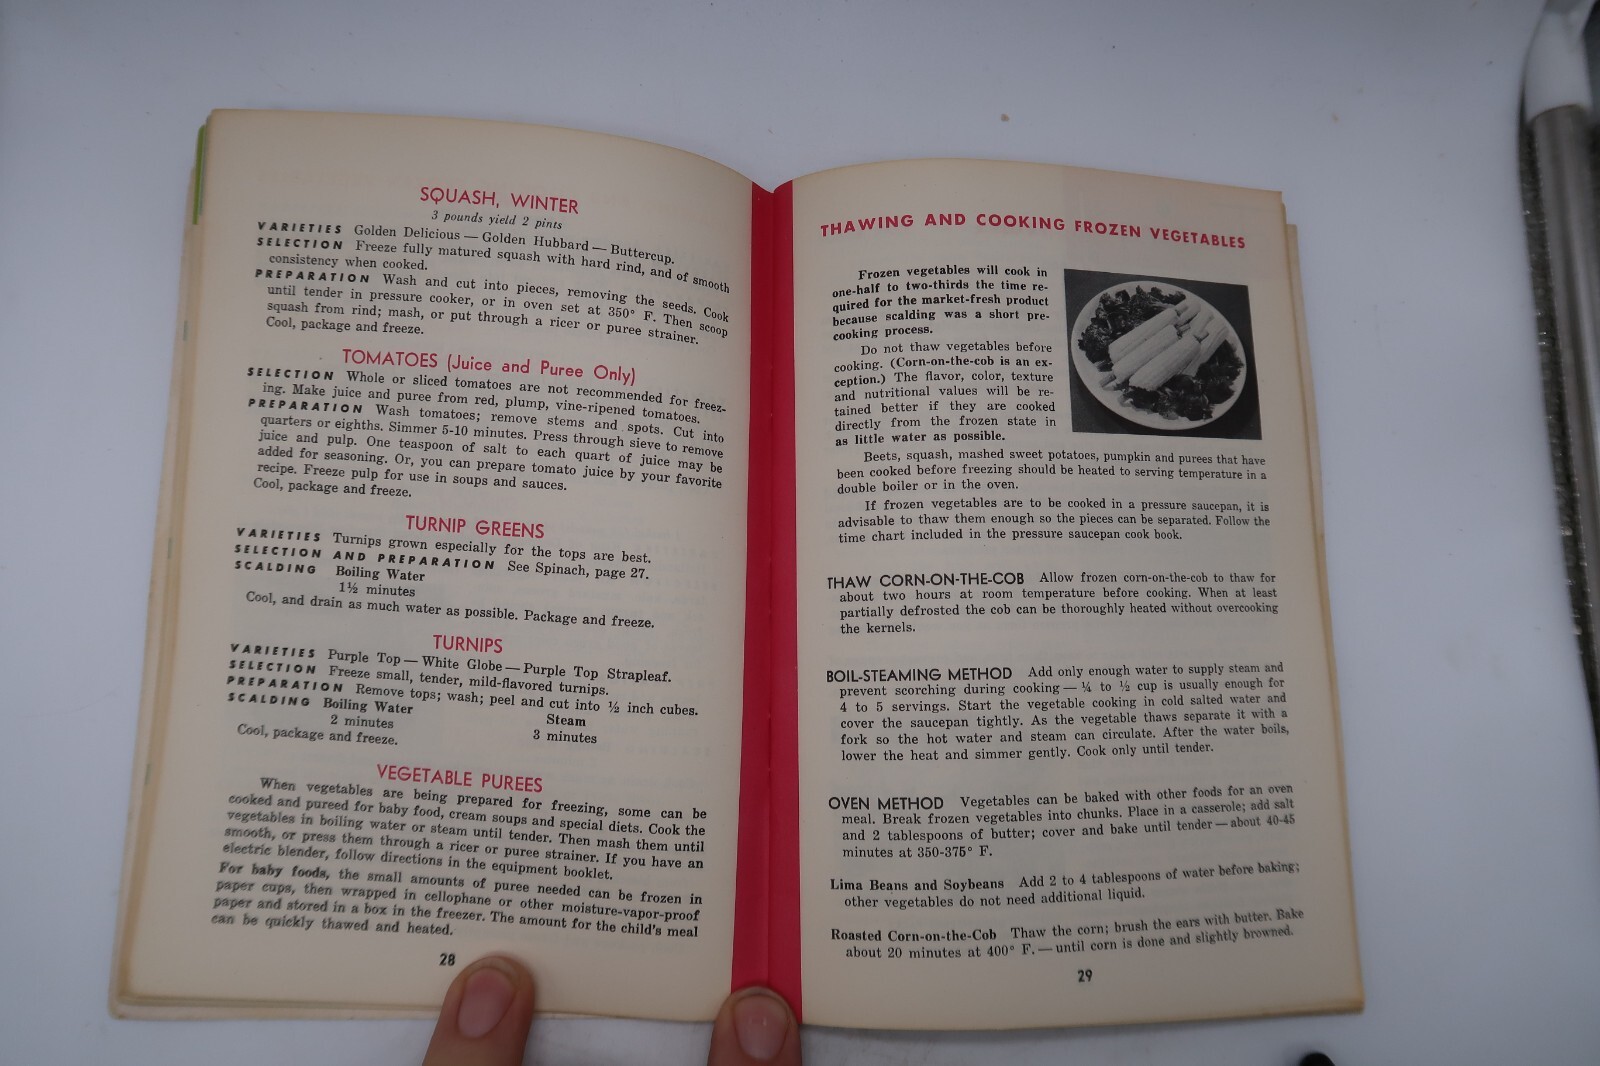 SQUASH, WINTER
3 pounds yield 2 pints
VARIETIES Golden Delicious — Golden Hubbard — Buttercup.
SELECTION Freeze fully matured squash with hard rind, and of smooth
consistency when cooked.
PREPARATION Wash and cut into pieces, removing the seeds. Cook
until tender in pressure cooker, or in oven set at 350° F. Then scoop
squash from rind; mash, or put through a ricer or puree strainer.
Cool, package and freeze.
TOMATOES (Juice and Puree Only)
SELECTION Whole or sliced tomatoes are not recommended for freez-
ing. Make juice and puree from red, plump, vine-ripened tomatoes.
PREPARATION Wash tomatoes; remove stems and spots. Cut into
quarters or eighths. Simmer 5-10 minutes. Press through sieve to remove
juice and pulp. One teaspoon of salt to each quart of juice may be
added for seasoning. Or, you can prepare tomato juice by your favorite
recipe. Freeze pulp for use in soups and sauces.
Cool, package and freeze.
TURNIP GREENS
VARIETIES Turnips grown especially for the tops are best.
SELECTION AND PREPARATION See Spinach, page 27.
SCALDING Boiling Water
1½ minutes
Cool, and drain as much water as possible. Package and freeze.
TURNIPS
VARIETIES Purple Top — White Globe — Purple Top Strapleaf.
SELECTION Freeze small, tender, mild-flavored turnips.
PREPARATION Remove tops; wash; peel and cut into ½ inch cubes.
SCALDING Boiling Water Steam
2 minutes 3 minutes
Cool, package and freeze.
VEGETABLE PUREES
When vegetables are being prepared for freezing, some can be
cooked and pureed for baby food, cream soups and special diets. Cook the
vegetables in boiling water or steam until tender. Then mash them until
smooth, or press them through a ricer or puree strainer. If you have an
electric blender, follow directions in the equipment booklet.
For baby foods, the small amounts of puree needed can be frozen in
paper cups, then wrapped in cellophane or other moisture-vapor-proof
paper and stored in a box in the freezer. The amount for the child's meal
can be quickly thawed and heated.
28
THAWING AND COOKING FROZEN VEGETABLES
Frozen vegetables will cook in
one-half to two-thirds the time re-
quired for the market-fresh product
because scalding was a short pre-
cooking process.
Do not thaw vegetables before
cooking. (Corn-on-the-cob is an ex-
ception.) The flavor, color, texture
and nutritional values will be re-
tained better if they are cooked
directly from the frozen state in
as little water as possible.
Beets, squash, mashed sweet potatoes, pumpkin and purees that have
been cooked before freezing should be heated to serving temperature in a
double boiler or in the oven.
If frozen vegetables are to be cooked in a pressure saucepan, it is
advisable to thaw them enough so the pieces can be separated. Follow the
time chart included in the pressure saucepan cook book.
THAW CORN-ON-THE-COB Allow frozen corn-on-the-cob to thaw for
about two hours at room temperature before cooking. When at least
partially defrosted the cob can be thoroughly heated without overcooking
the kernels.
BOIL-STEAMING METHOD Add only enough water to supply steam and
prevent scorching during cooking — ¼ to ½ cup is usually enough for
4 to 5 servings. Start the vegetable cooking in cold salted water and
cover the saucepan tightly. As the vegetable thaws separate it with a
fork so the hot water and steam can circulate. After the water boils,
lower the heat and simmer gently. Cook only until tender.
OVEN METHOD Vegetables can be baked with other foods for an oven
meal. Break frozen vegetables into chunks. Place in a casserole; add salt
and 2 tablespoons of butter; cover and bake until tender — about 40-45
minutes at 350-375° F.
Lima Beans and Soybeans Add 2 to 4 tablespoons of water before baking;
other vegetables do not need additional liquid.
Roasted Corn-on-the-Cob Thaw the corn; brush the ears with butter. Bake
about 20 minutes at 400° F. — until corn is done and slightly browned.
29